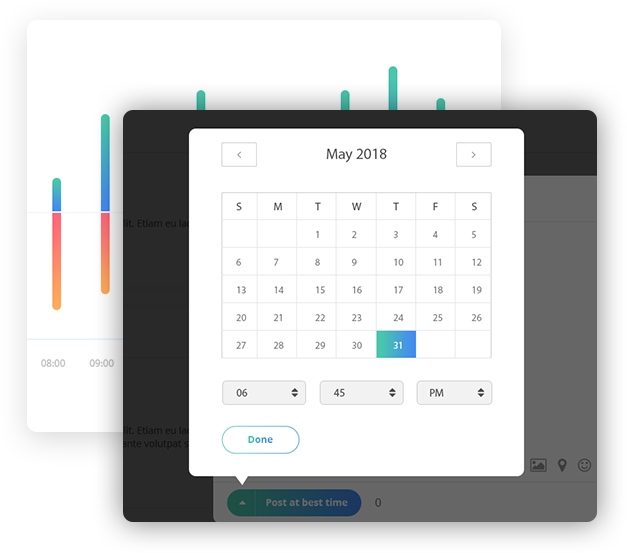 May 2018
S M T W T F S
1 2 3 4 5
6 7 8 9 10 11 12
13 14 15 16 17 18 19
20 21 22 23 24 25 26
27 28 29 30 31
06 45 PM
Done
Post at best time 0
08:00 09:00
lit. Etiam eu lac
lit. Etiam eu la
ante volutpat s